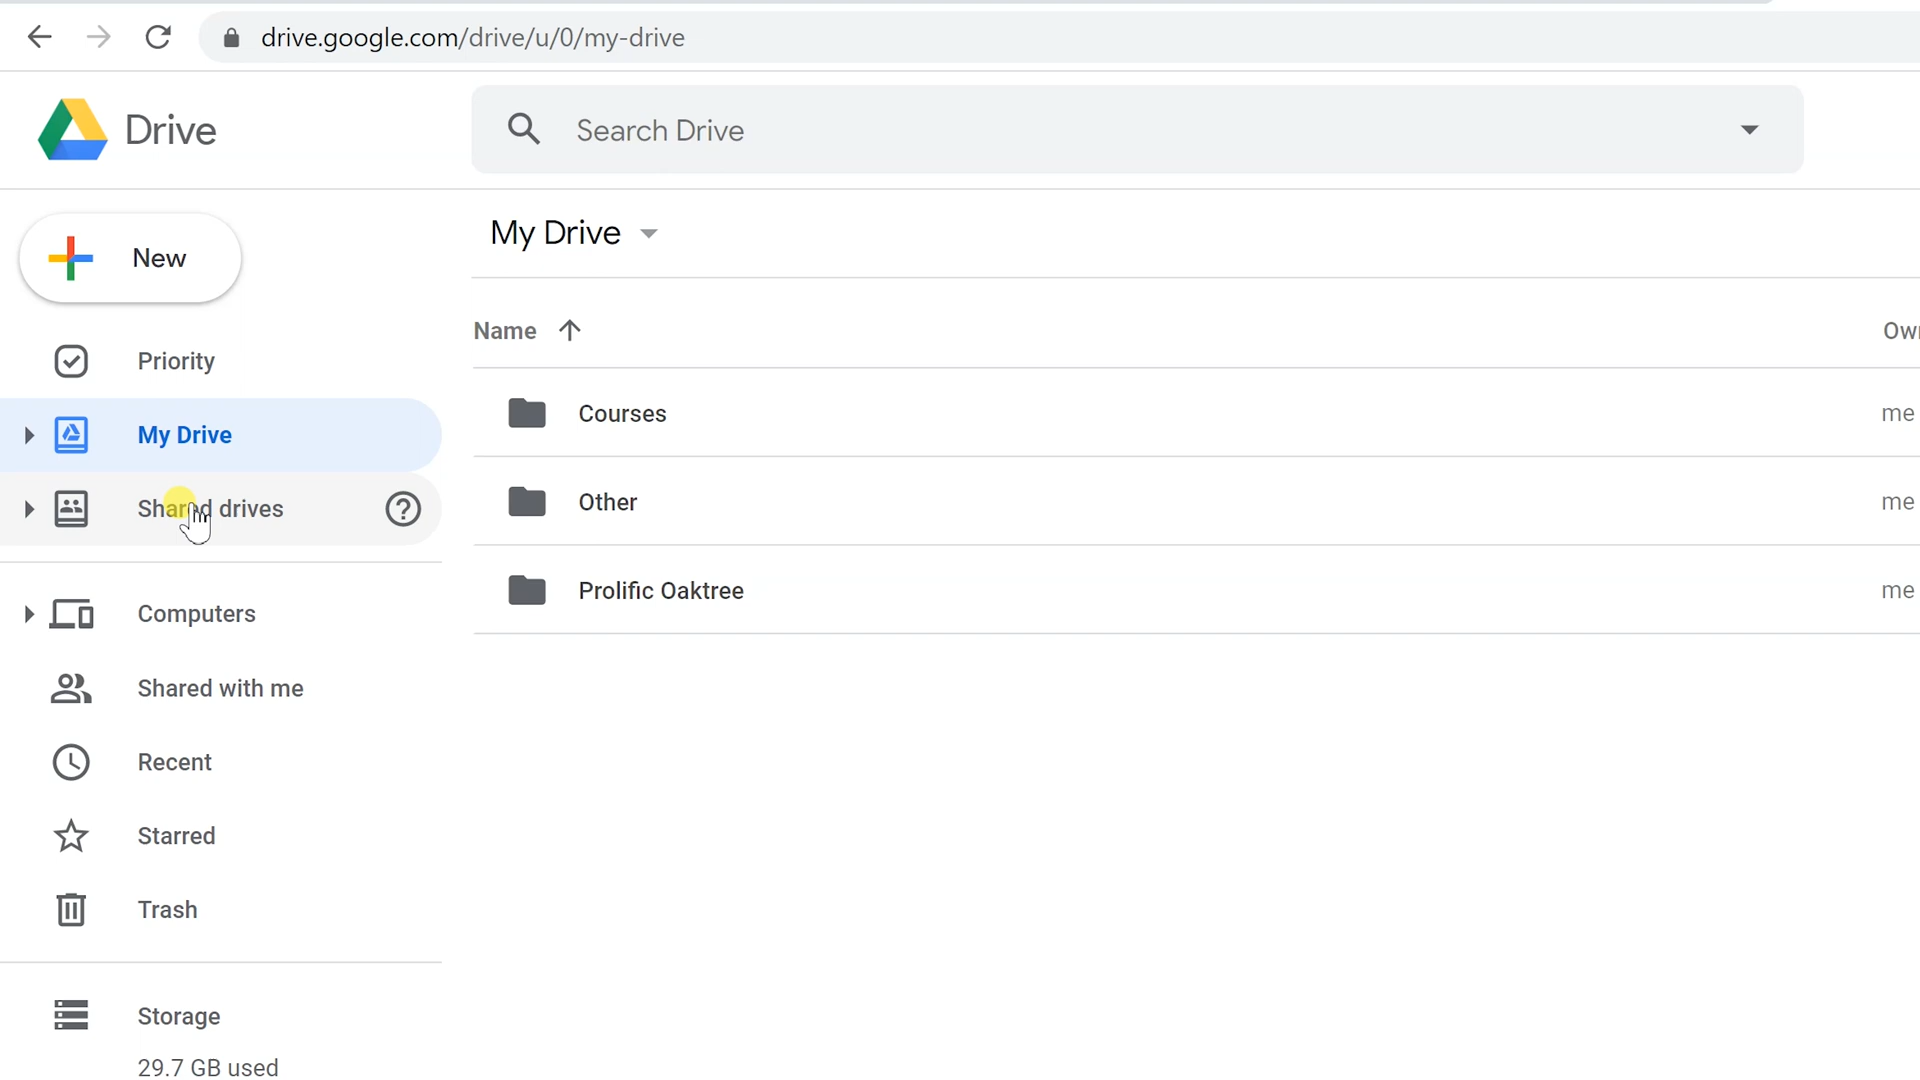 drive.google.com/drive/u/0/my-drive
Drive
Search Drive
New
My Drive
Name
Priority
Courses
me
My Drive
Other
me
Shared drives
Prolific Oaktree
me
Computers
Shared with me
Recent
Starred
Trash
Storage
29.7 GB used